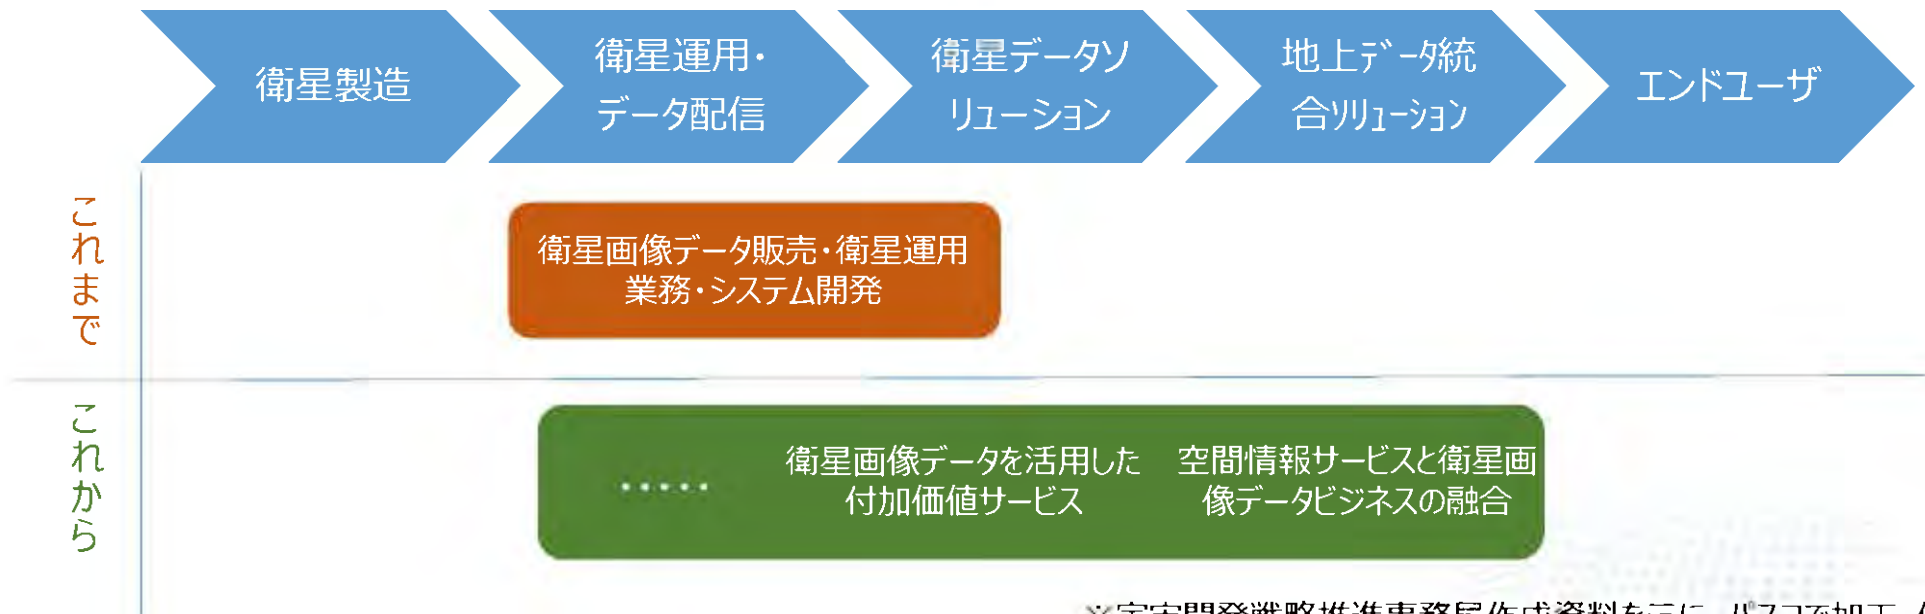 衛星製造
衛星運用・
データ配信
衛星データソ
リューション
地上データ統
合ソリューション
エンドユーザ
これまで
衛星画像データ販売・衛星運用
業務・システム開発
これから
・・・・・
衛星画像データを活用した
付加価値サービス
空間情報サービスと衛星画
像データビジネスの融合